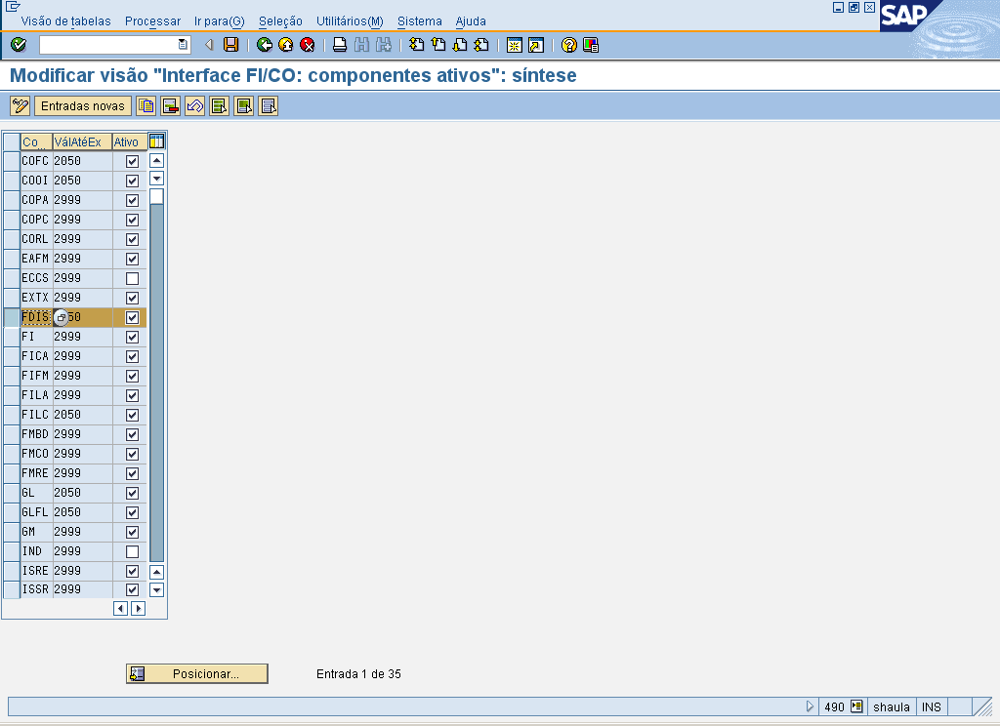 Visão de tabelas Processar Ir para(G) Seleção Utilitários(M) Sistema Ajuda
SAP
Modificar visão "Interface FI/CO: componentes ativos": síntese
Entradas novas
Co... VálAtéEx Ativo
COFC 2050
COOI 2050
COPA 2999
COPC 2999
CORL 2999
EAFM 2999
ECCS 2999
EXTX 2999
FDIS 50
FI 2999
FICA 2999
FIFM 2999
FILA 2999
FILC 2050
FMBD 2999
FMCO 2999
FMRE 2999
GL 2050
GLFL 2050
GM 2999
IND 2999
ISRE 2999
ISSR 2999
Posicionar... Entrada 1 de 35
490 shaula INS